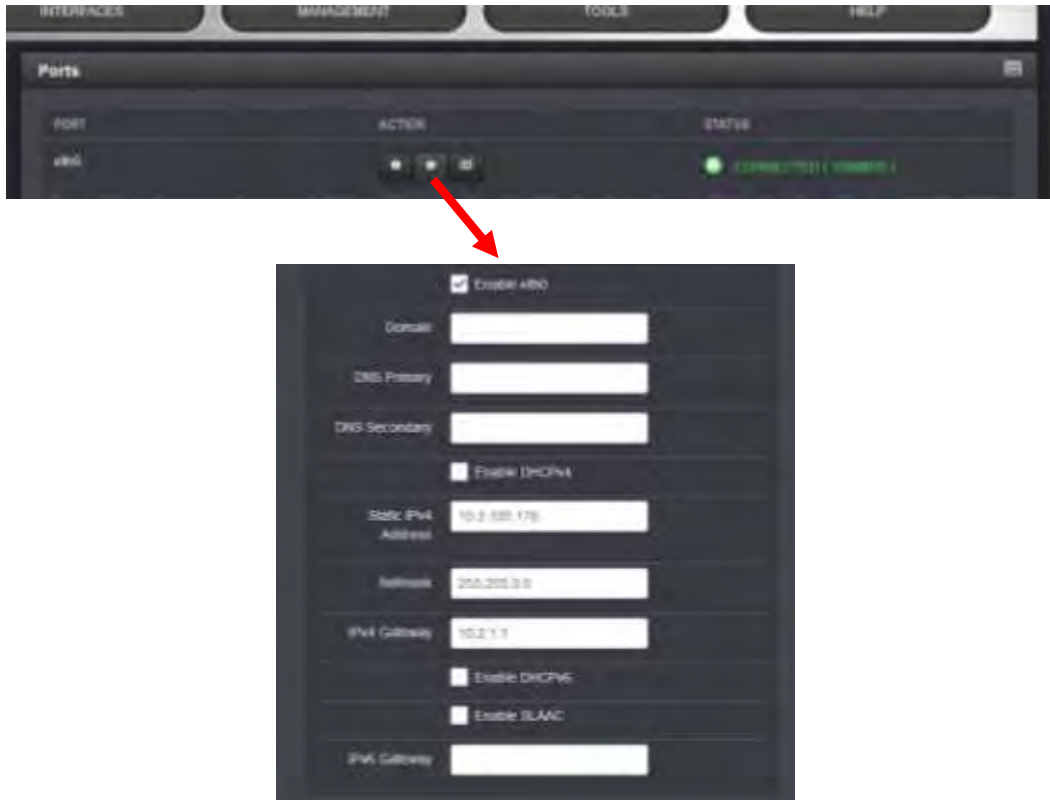 INTERFACES MANAGEMENT TOOLS HELP
Ports
PORT ACTION STATUS
eth0
CONNECTED (
Enable eth0
Domain
DNS Primary
DNS Secondary
Enable DHCPv4
Static IPv4
Address
10.2.100.176
Netmask 255.255.0.0
IPv4 Gateway 10.2.1.1
Enable DHCPv6
Enable SLAAC
IPv6 Gateway